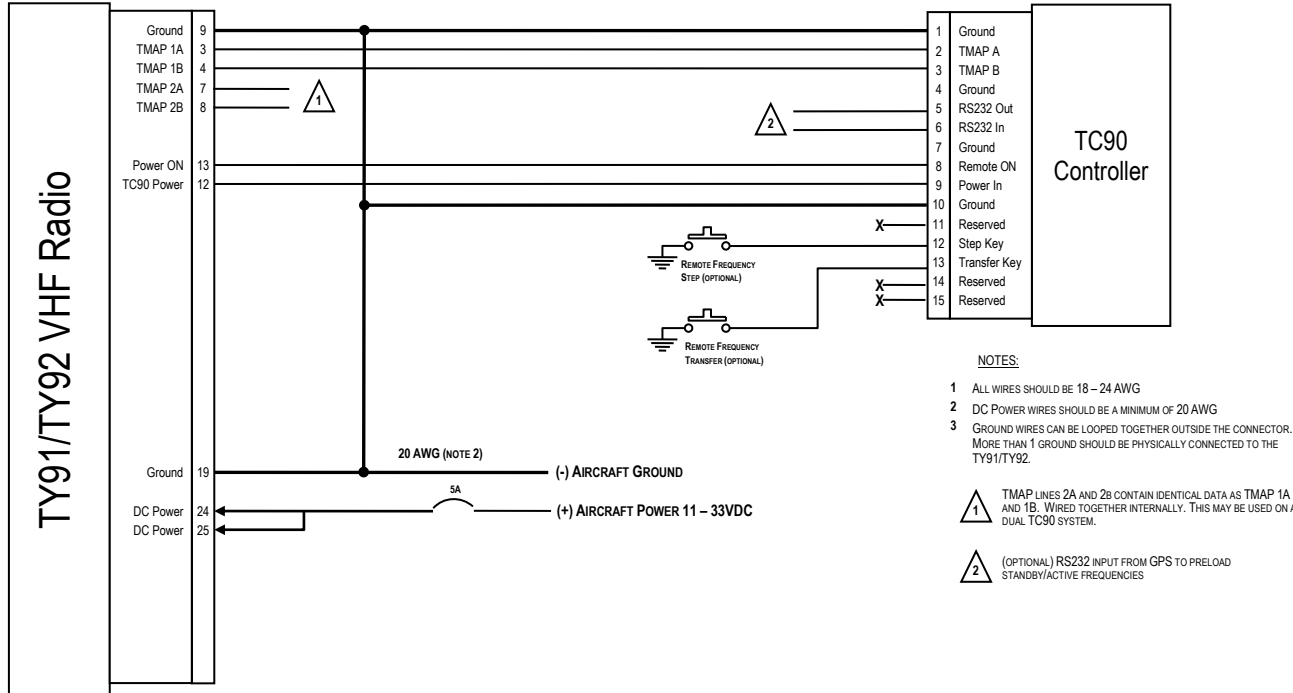 TY91/TY92 VHF Radio
Ground 9
TMAP 1A 3
TMAP 1B 4
TMAP 2A 7
TMAP 2B 8
Power ON 13
TC90 Power 12
Ground 19
DC Power 24
DC Power 25
1
2
1 Ground
2 TMAP A
3 TMAP B
4 Ground
5 RS232 Out
6 RS232 In
7 Ground
8 Remote ON
9 Power In
10 Ground
11 Reserved
12 Step Key
13 Transfer Key
14 Reserved
15 Reserved
X
X
X
TC90
Controller
REMOTE FREQUENCY
STEP (OPTIONAL)
REMOTE FREQUENCY
TRANSFER (OPTIONAL)
20 AWG (NOTE 2)
(-) AIRCRAFT GROUND
5A
(+) AIRCRAFT POWER 11 – 33VDC
NOTES:
1 ALL WIRES SHOULD BE 18 – 24 AWG
2 DC POWER WIRES SHOULD BE A MINIMUM OF 20 AWG
3 GROUND WIRES CAN BE LOOPED TOGETHER OUTSIDE THE CONNECTOR.
MORE THAN 1 GROUND SHOULD BE PHYSICALLY CONNECTED TO THE
TY91/TY92.
1 TMAP LINES 2A AND 2B CONTAIN IDENTICAL DATA AS TMAP 1A
AND 1B. WIRED TOGETHER INTERNALLY. THIS MAY BE USED ON A
DUAL TC90 SYSTEM.
2 (OPTIONAL) RS232 INPUT FROM GPS TO PRELOAD
STANDBY/ACTIVE FREQUENCIES